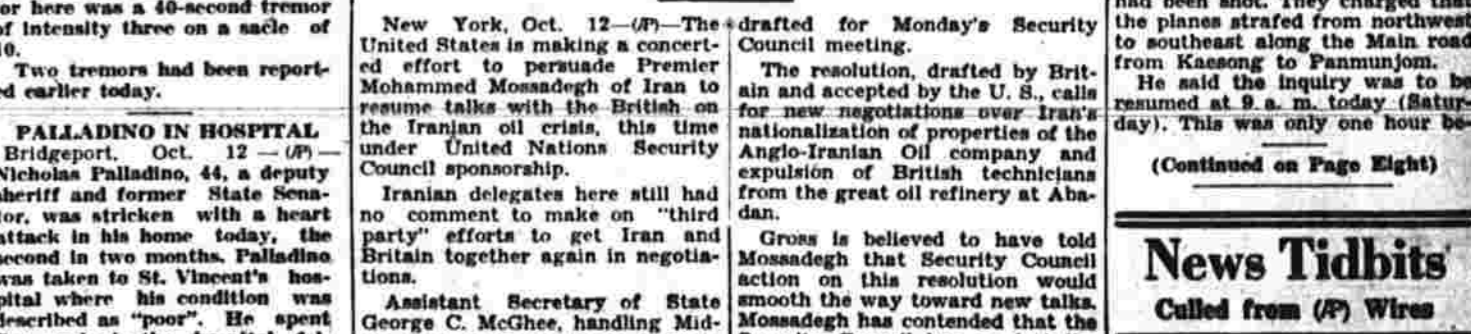 or here was a 40-second tremor
of intensity three on a sacle of
10.
Two tremors had been report-
ed earlier today.
PALLADINO IN HOSPITAL
Bridgeport, Oct. 12 — (AP) —
Nicholas Palladino, 44, a deputy
sheriff and former State Sena-
tor, was stricken with a heart
attack in his home today, the
second in two months. Palladino
was taken to St. Vincent's hos-
pital where his condition was
described as "poor". He spent
New York, Oct. 12—(AP)—The
United States is making a concert-
ed effort to persuade Premier
Mohammed Mossadegh of Iran to
resume talks with the British on
the Iranian oil crisis, this time
under United Nations Security
Council sponsorship.
Iranian delegates here still had
no comment to make on "third
party" efforts to get Iran and
Britain together again in negotia-
tions.
Assistant Secretary of State
George C. McGhee, handling Mid-
drafted for Monday's Security
Council meeting.
The resolution, drafted by Brit-
ain and accepted by the U. S., calls
for new negotiations over Iran's
nationalization of properties of the
Anglo-Iranian Oil company and
expulsion of British technicians
from the great oil refinery at Aba-
dan.
Gross is believed to have told
Mossadegh that Security Council
action on this resolution would
smooth the way toward new talks.
Mossadegh has contended that the
had been shot. They charged that
the planes strafed from northwest
to southeast along the Main road
from Kaesong to Panmunjom.
He said the inquiry was to be
resumed at 9 a. m. today (Satur-
day). This was only one hour be-
(Continued on Page Eight)
News Tidbits
Culled from (AP) Wires